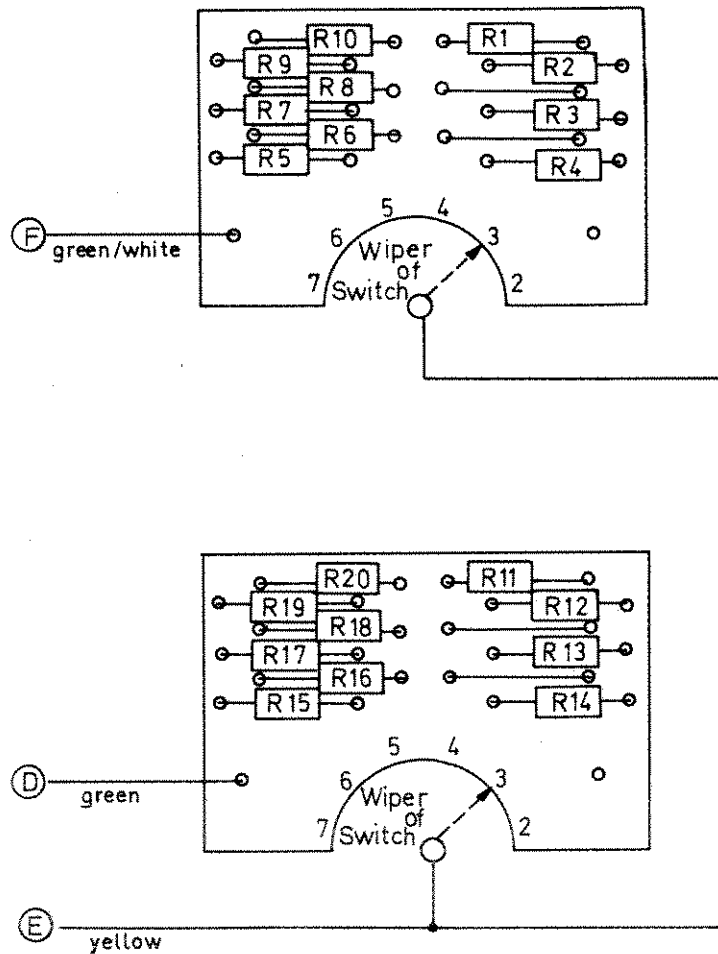 R10 R1
R9 R2
R8
R7 R3
R6
R5 R4
F green/white
5 4
6 Wiper 3
of
7 Switch 2
R20 R11
R19 R12
R18
R17 R13
R16
R15 R14
D green
5 4
6 Wiper 3
of
7 Switch 2
E yellow